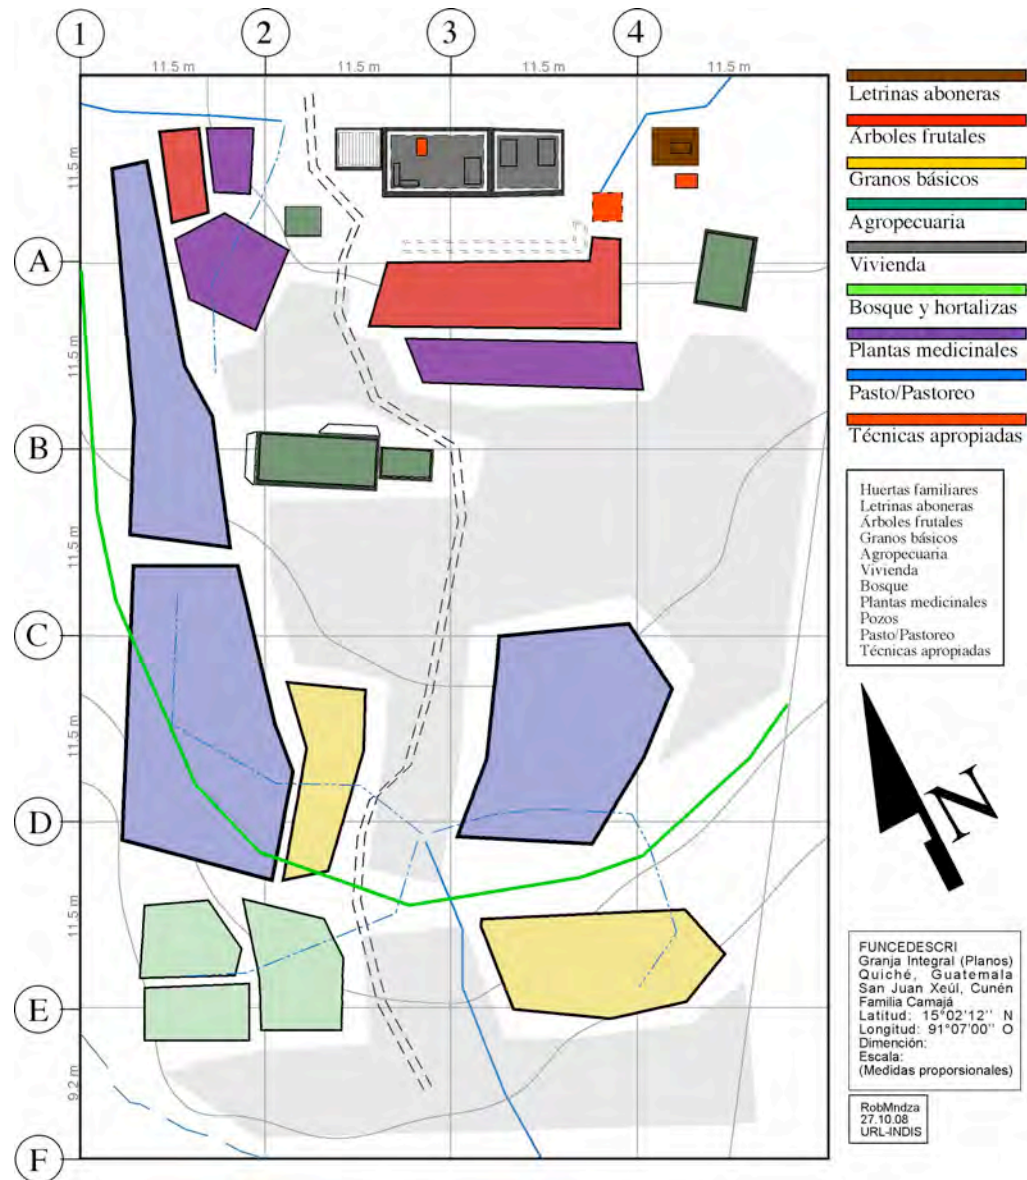 1 2 3 4
11.5 m 11.5 m 11.5 m 11.5 m
11.5 m
A
11.5 m
B
11.5 m
C
11.5 m
D
11.5 m
E
9.2 m
F
Letrinas aboneras
Árboles frutales
Granos básicos
Agropecuaria
Vivienda
Bosque y hortalizas
Plantas medicinales
Pasto/Pastoreo
Técnicas apropiadas
Huertas familiares
Letrinas aboneras
Árboles frutales
Granos básicos
Agropecuaria
Vivienda
Bosque
Plantas medicinales
Pozos
Pasto/Pastoreo
Técnicas apropiadas
N
FUNCEDESCRI
Granja Integral (Planos)
Quiché, Guatemala
San Juan Xeúl, Cunén
Familia Camajá
Latitud: 15°02'12'' N
Longitud: 91°07'00'' O
Dimención:
Escala:
(Medidas proporsionales)
RobMndza
27.10.08
URL-INDIS